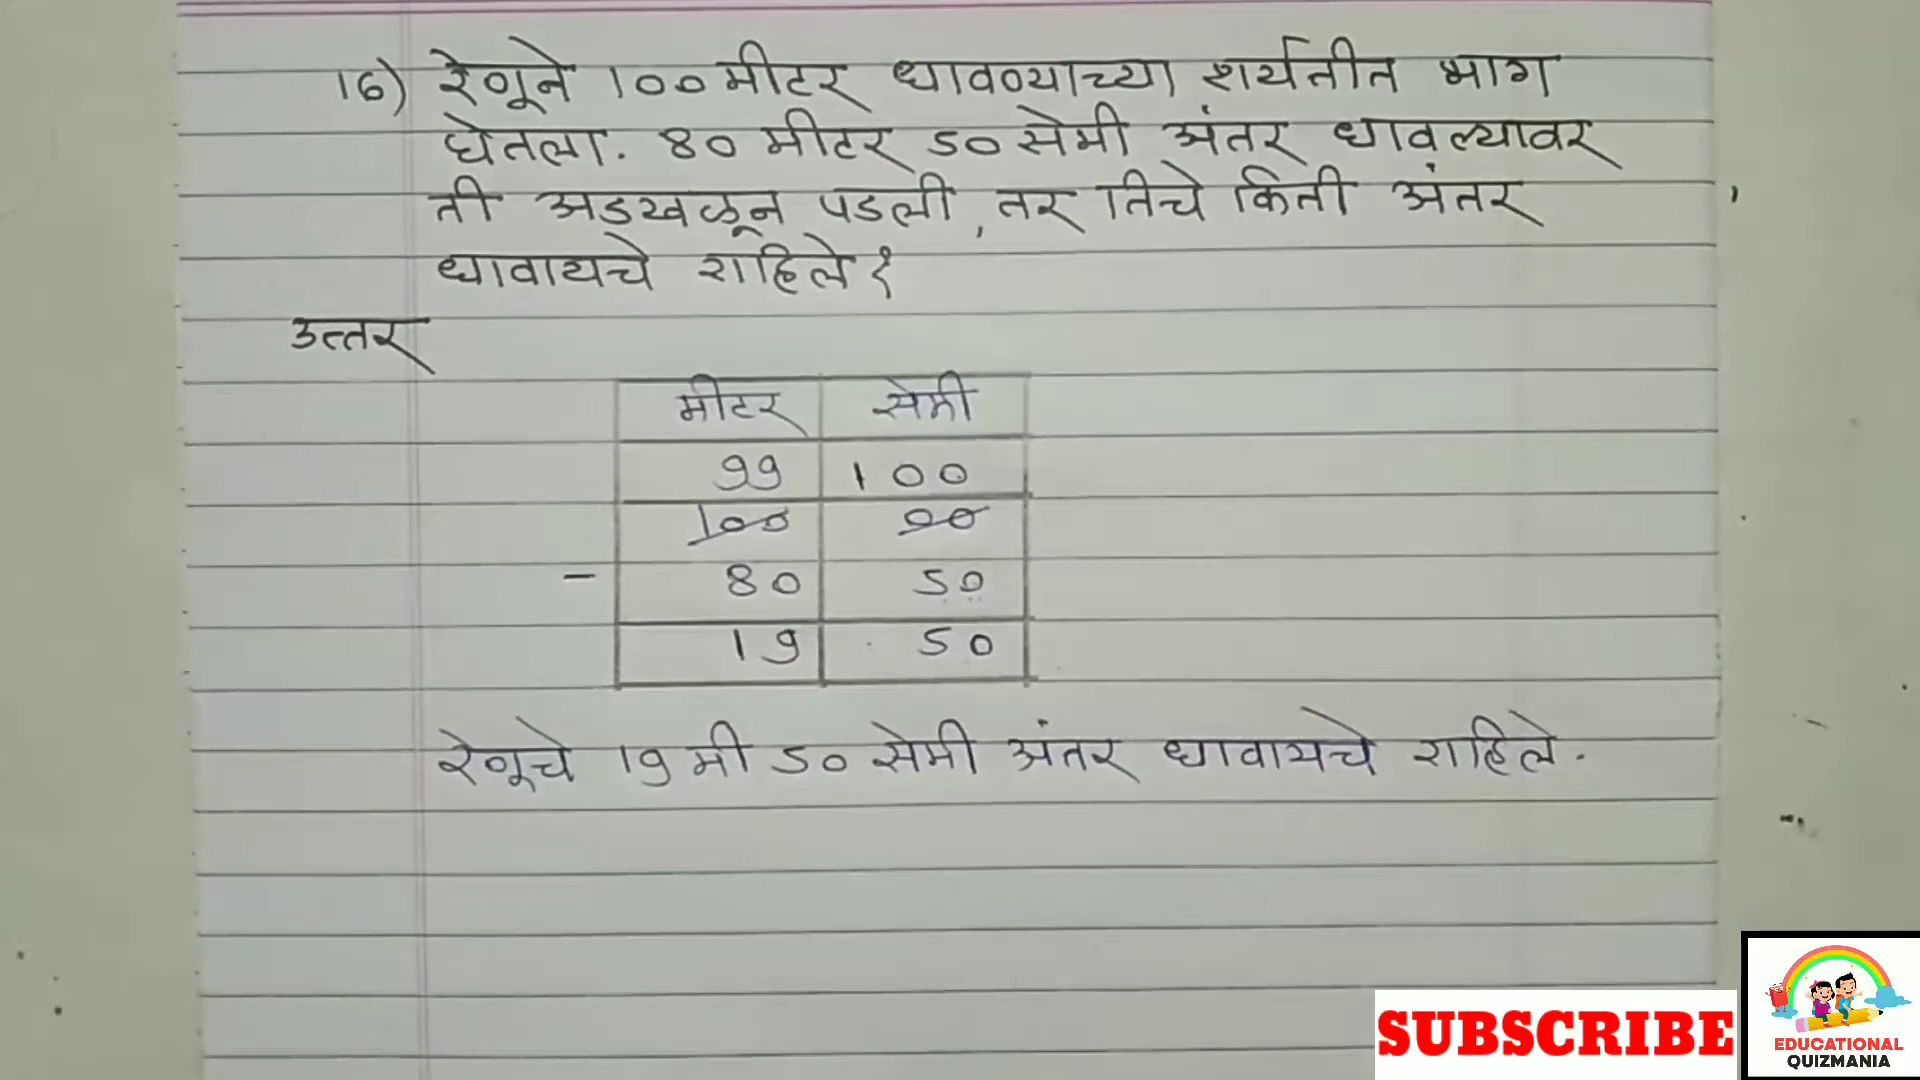 16) रेणूने 100 मीटर धावण्याच्या शर्यतीत भाग
घेतला. 80 मीटर 50 सेमी अंतर धावल्यावर
ती अडखळून पडली, तर तिचे किती अंतर
धावायचे राहिले?
उत्तर
मीटर सेमी
99 100
100 00
- 80 50
19 50
रेणूचे 19 मी 50 सेमी अंतर धावायचे राहिले.
SUBSCRIBE
EDUCATIONAL
QUIZMANIA